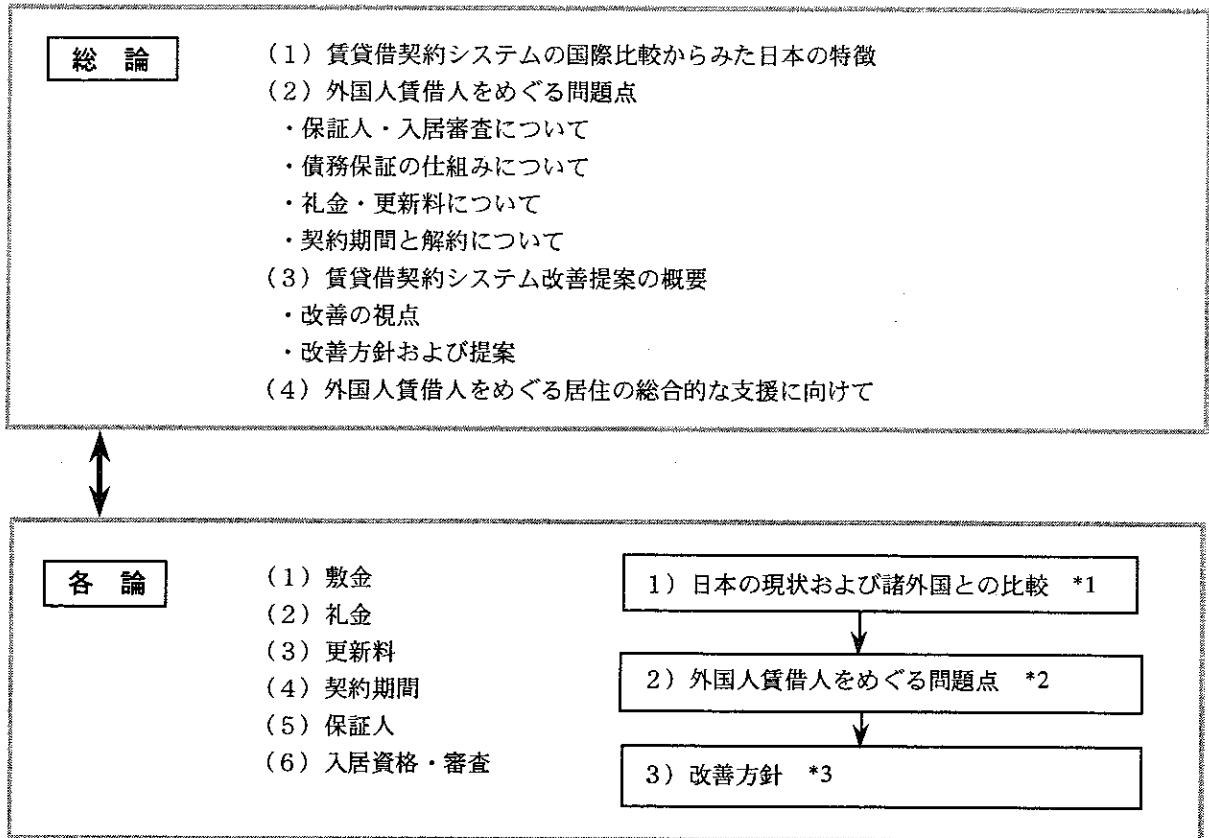 総 論
(1)賃貸借契約システムの国際比較からみた日本の特徴
(2)外国人賃借人をめぐる問題点
・保証人・入居審査について
・債務保証の仕組みについて
・礼金・更新料について
・契約期間と解約について
(3)賃貸借契約システム改善提案の概要
・改善の視点
・改善方針および提案
(4)外国人賃借人をめぐる居住の総合的な支援に向けて
各 論
(1)敷金
(2)礼金
(3)更新料
(4)契約期間
(5)保証人
(6)入居資格・審査
1)日本の現状および諸外国との比較 *1
2)外国人賃借人をめぐる問題点 *2
3)改善方針 *3